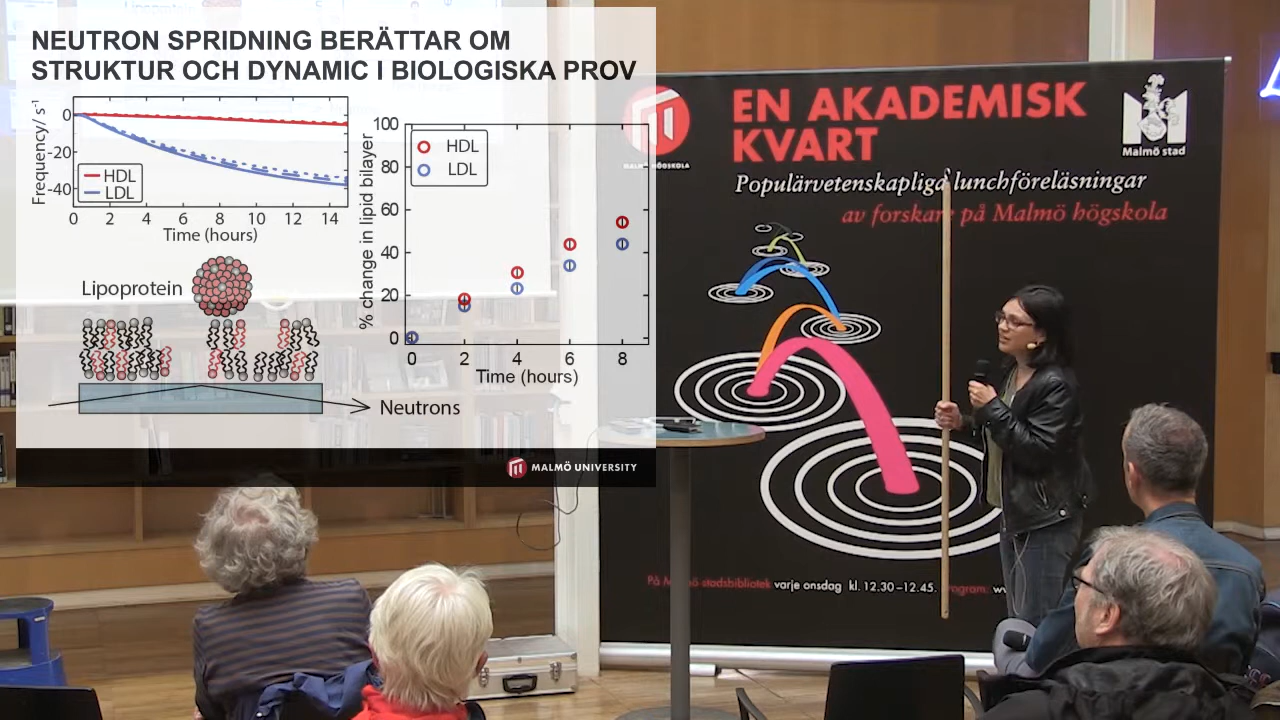 NEUTRON SPRIDNING BERÄTTAR OM
STRUKTUR OCH DYNAMIC I BIOLOGISKA PROV
Frequency/ s⁻¹
0
-20
-40
HDL
LDL
0 2 4 6 8 10 12 14
Time (hours)
% change in lipid bilayer
100
80
60
40
20
0
HDL
LDL
0 2 4 6 8
Time (hours)
Lipoprotein
Neutrons
MALMÖ UNIVERSITY
MALMÖ HÖGSKOLA
EN AKADEMISK
KVART
Malmö stad
Populärvetenskapliga lunchföreläsningar
av forskare på Malmö högskola
På Malmö stadsbibliotek varje onsdag kl. 12.30–12.45.